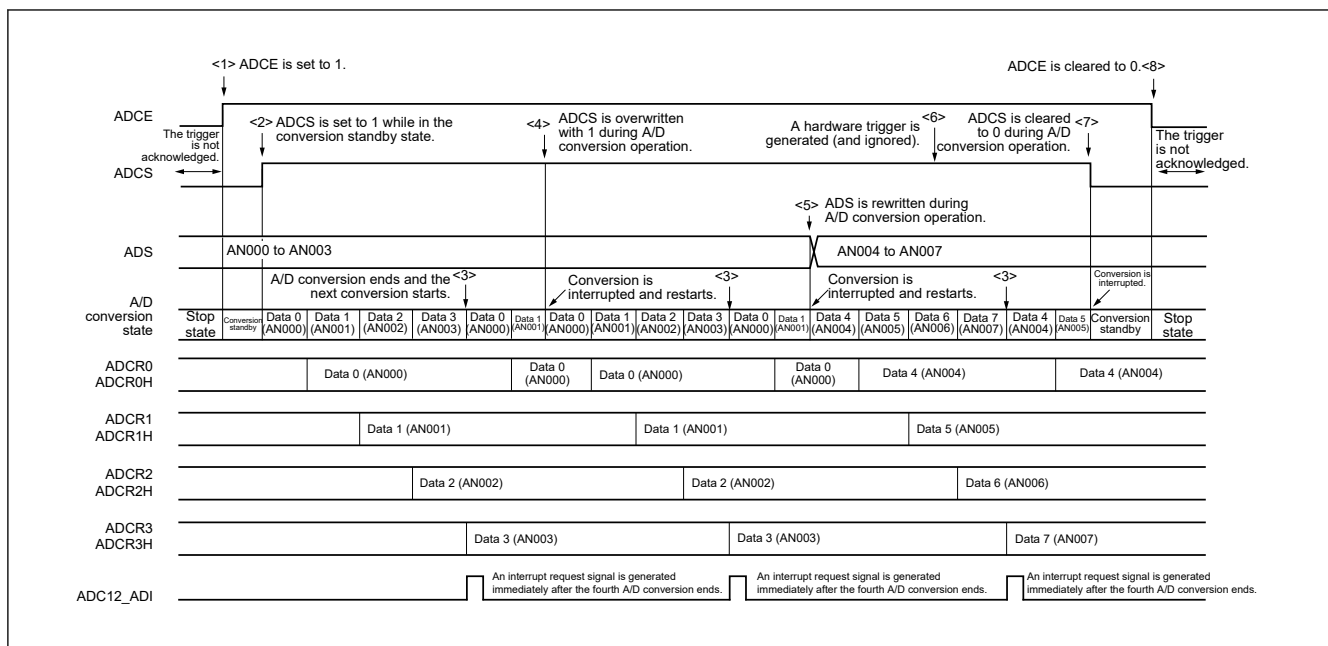 <1> ADCE is set to 1.
ADCE is cleared to 0.<8>
ADCE
<2> ADCS is set to 1 while in the
conversion standby state.
<4> ADCS is overwritten
with 1 during A/D
conversion operation.
A hardware trigger is
generated (and ignored).
<6>
ADCS is cleared
to 0 during A/D
conversion operation.
<7>
The trigger
is not
acknowledged.
The trigger
is not
acknowledged.
ADCS
<5> ADS is rewritten during
A/D conversion operation.
ADS
AN000 to AN003
AN004 to AN007
A/D conversion ends and the
next conversion starts.
<3>
Conversion is
interrupted and restarts.
<3>
Conversion is
interrupted and restarts.
<3>
Conversion is
interrupted.
A/D
conversion
state
Stop
state
Conversion
standby
Data 0
(AN000)
Data 1
(AN001)
Data 2
(AN002)
Data 3
(AN003)
Data 0
(AN000)
Data 1
(AN001)
Data 0
(AN000)
Data 1
(AN001)
Data 2
(AN002)
Data 3
(AN003)
Data 0
(AN000)
Data 1
(AN001)
Data 4
(AN004)
Data 5
(AN005)
Data 6
(AN006)
Data 7
(AN007)
Data 4
(AN004)
Data 5
(AN005)
Conversion
standby
Stop
state
ADCR0
ADCR0H
Data 0 (AN000)
Data 0
(AN000)
Data 0 (AN000)
Data 0
(AN000)
Data 4 (AN004)
Data 4 (AN004)
ADCR1
ADCR1H
Data 1 (AN001)
Data 1 (AN001)
Data 5 (AN005)
ADCR2
ADCR2H
Data 2 (AN002)
Data 2 (AN002)
Data 6 (AN006)
ADCR3
ADCR3H
Data 3 (AN003)
Data 3 (AN003)
Data 7 (AN007)
ADC12_ADI
An interrupt request signal is generated
immediately after the fourth A/D conversion ends.
An interrupt request signal is generated
immediately after the fourth A/D conversion ends.
An interrupt request signal is generated
immediately after the fourth A/D conversion ends.